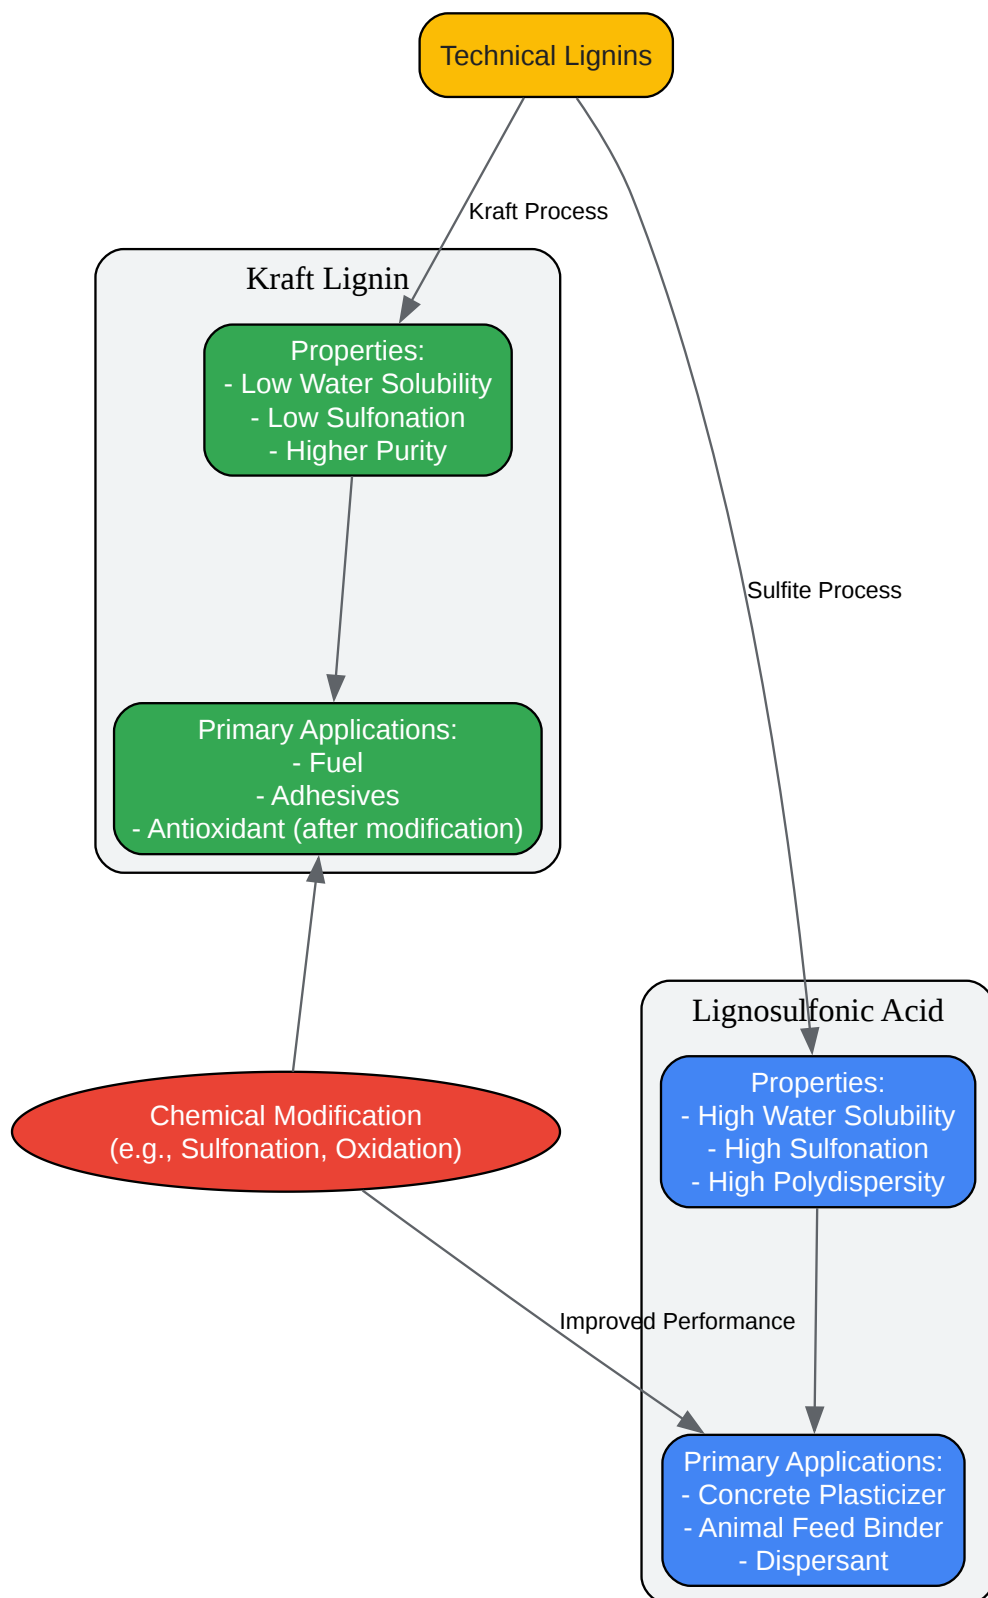 Technical Lignins
Kraft Process
Kraft Lignin
Properties:
- Low Water Solubility
- Low Sulfonation
- Higher Purity
Sulfite Process
Primary Applications:
- Fuel
- Adhesives
- Antioxidant (after modification)
Lignosulfonic Acid
Properties:
- High Water Solubility
- High Sulfonation
- High Polydispersity
Chemical Modification
(e.g., Sulfonation, Oxidation)
Improved Performance
Primary Applications:
- Concrete Plasticizer
- Animal Feed Binder
- Dispersant